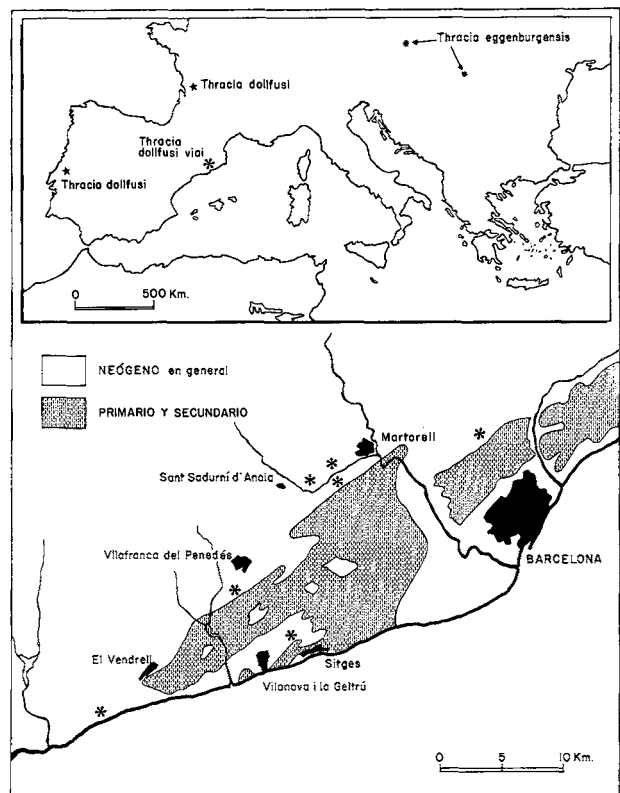 Thracia eggenburgensis
Thracia dollfusi
Thracia
dollfusi viai
Thracia dollfusi
0 500 Km.
NEÓGENO en general
PRIMARIO Y SECUNDARIO
Martorell
Sant Sadurní d'Anoia
Vilafranca del Penedés
BARCELONA
El Vendrell
Sitges
Vilanova i la Geltrú
0 5 10 Km.